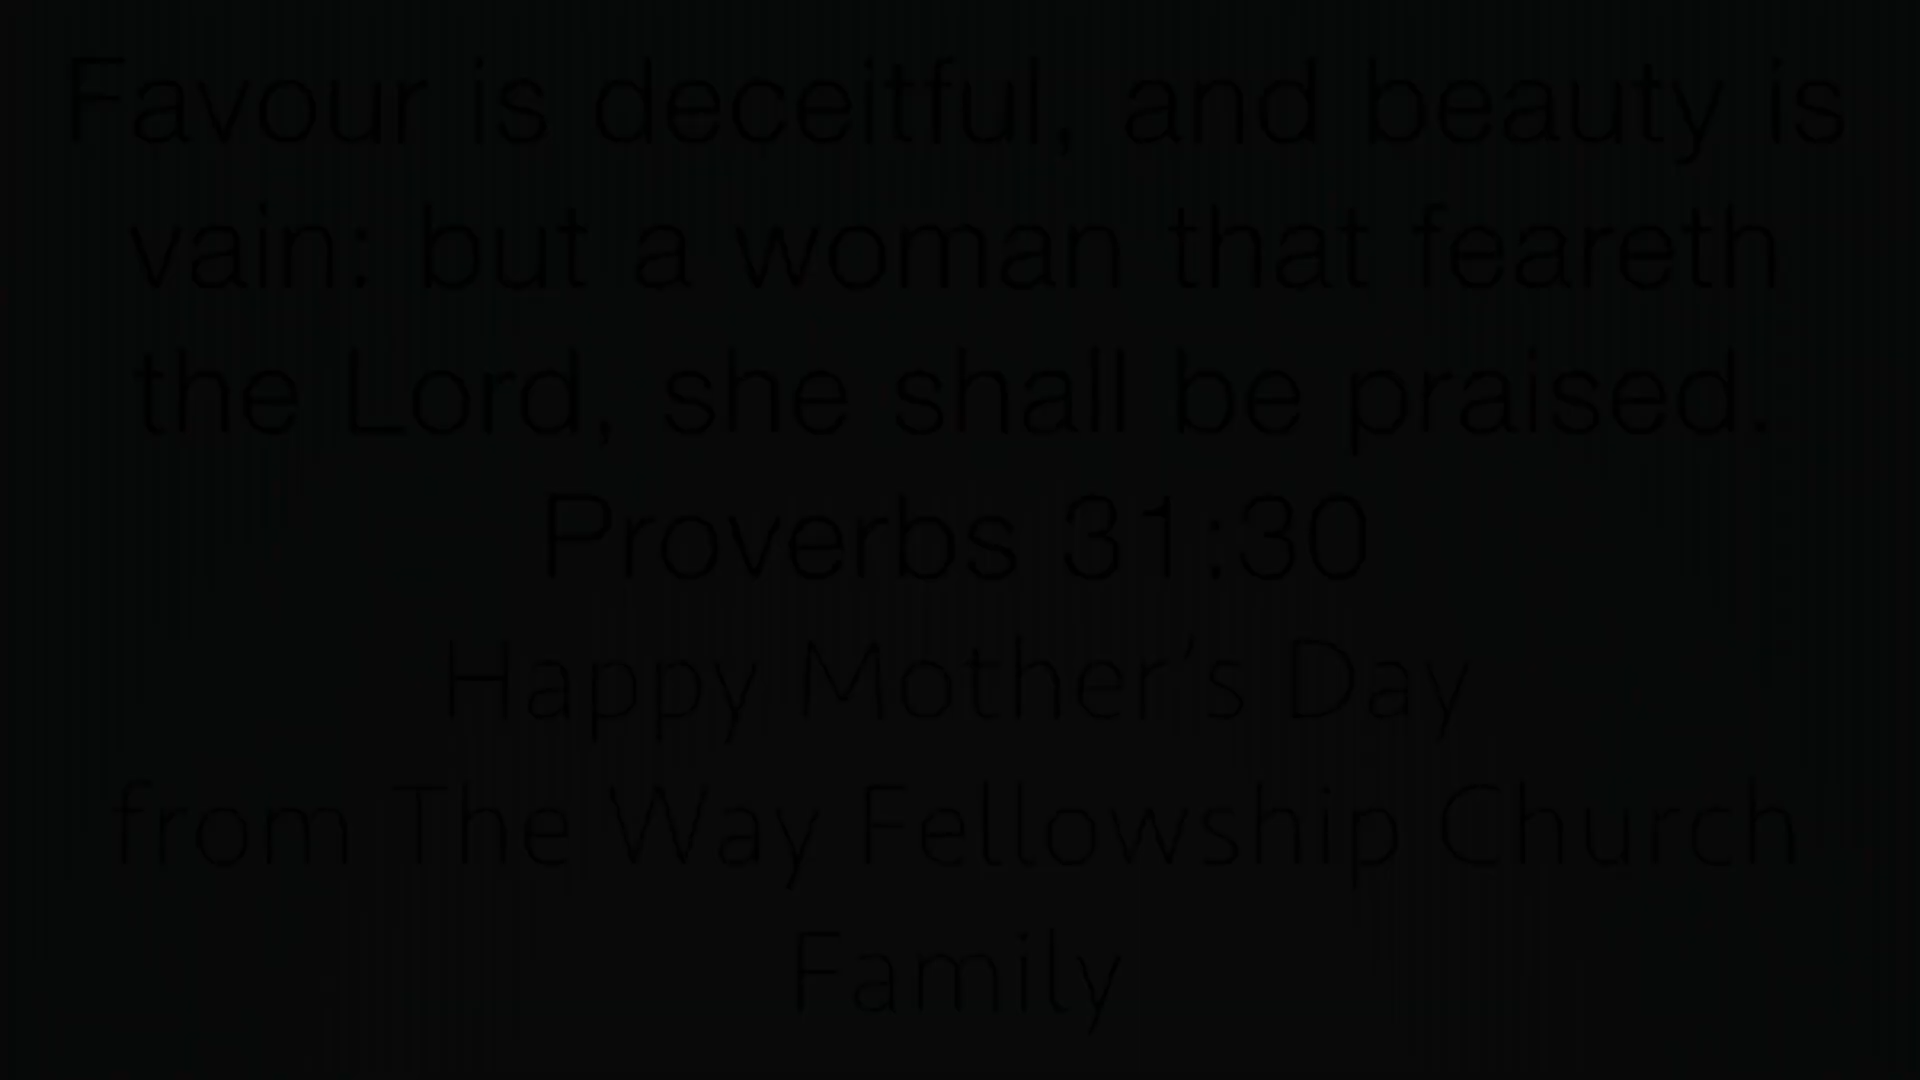 Favour is deceitful, and beauty is
vain: but a woman that feareth
the Lord, she shall be praised.
Proverbs 31:30
Happy Mother's Day
from The Way Fellowship Church
Family